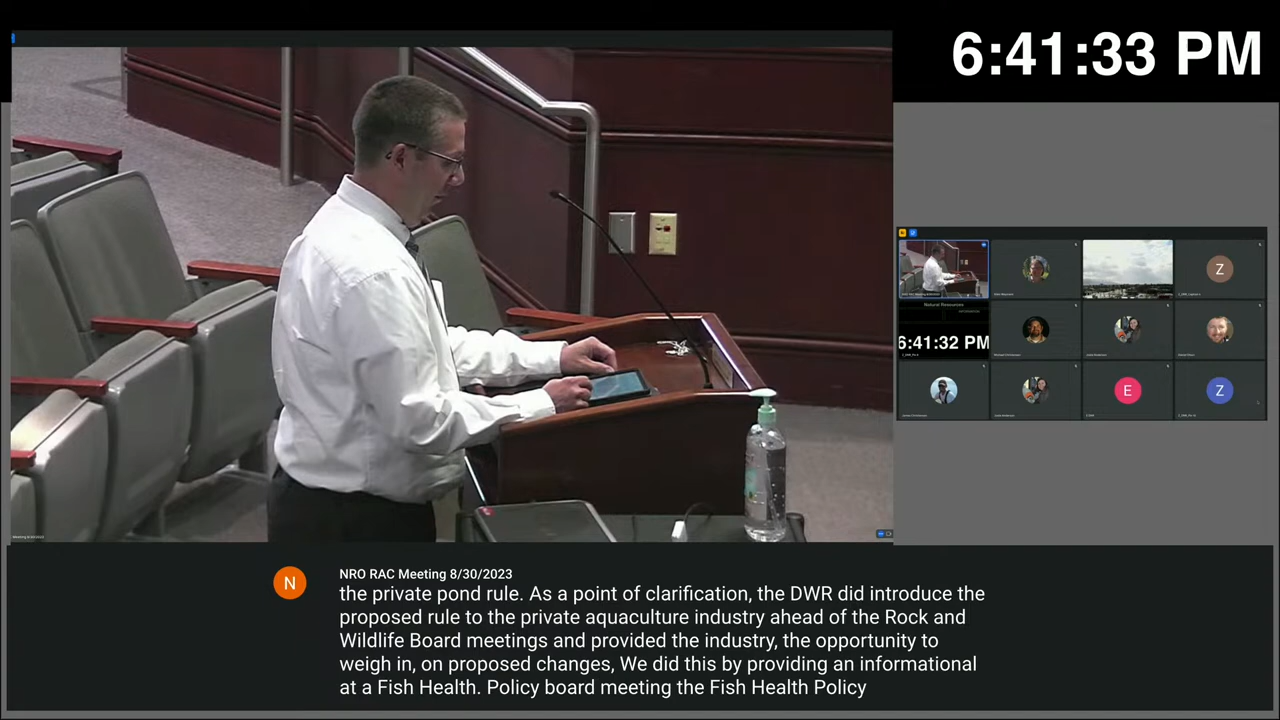 6:41:33 PM
Z
Natural Resources
6:41:32 PM
E
Z
N
NRO RAC Meeting 8/30/2023
the private pond rule. As a point of clarification, the DWR did introduce the
proposed rule to the private aquaculture industry ahead of the Rock and
Wildlife Board meetings and provided the industry, the opportunity to
weigh in, on proposed changes, We did this by providing an informational
at a Fish Health. Policy board meeting the Fish Health Policy